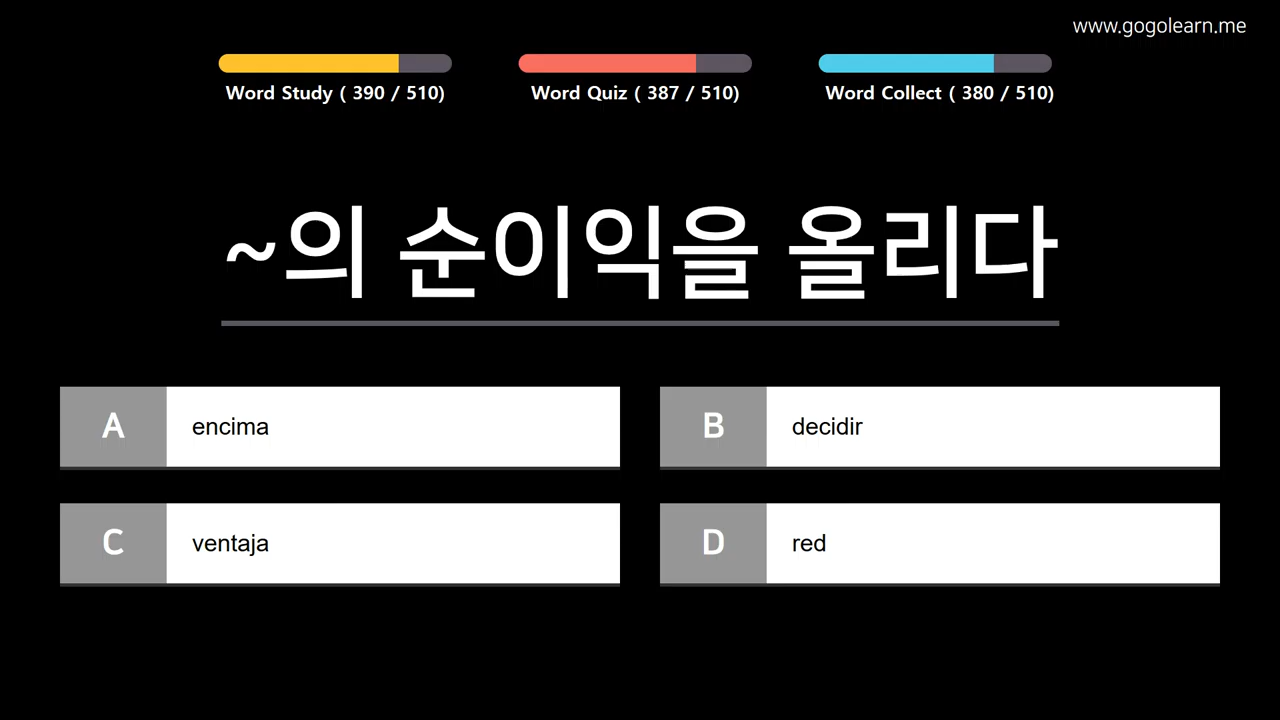 www.gogolearn.me
Word Study ( 390 / 510)
Word Quiz ( 387 / 510)
Word Collect ( 380 / 510)
~의 순이익을 올리다
A encima
B decidir
C ventaja
D red